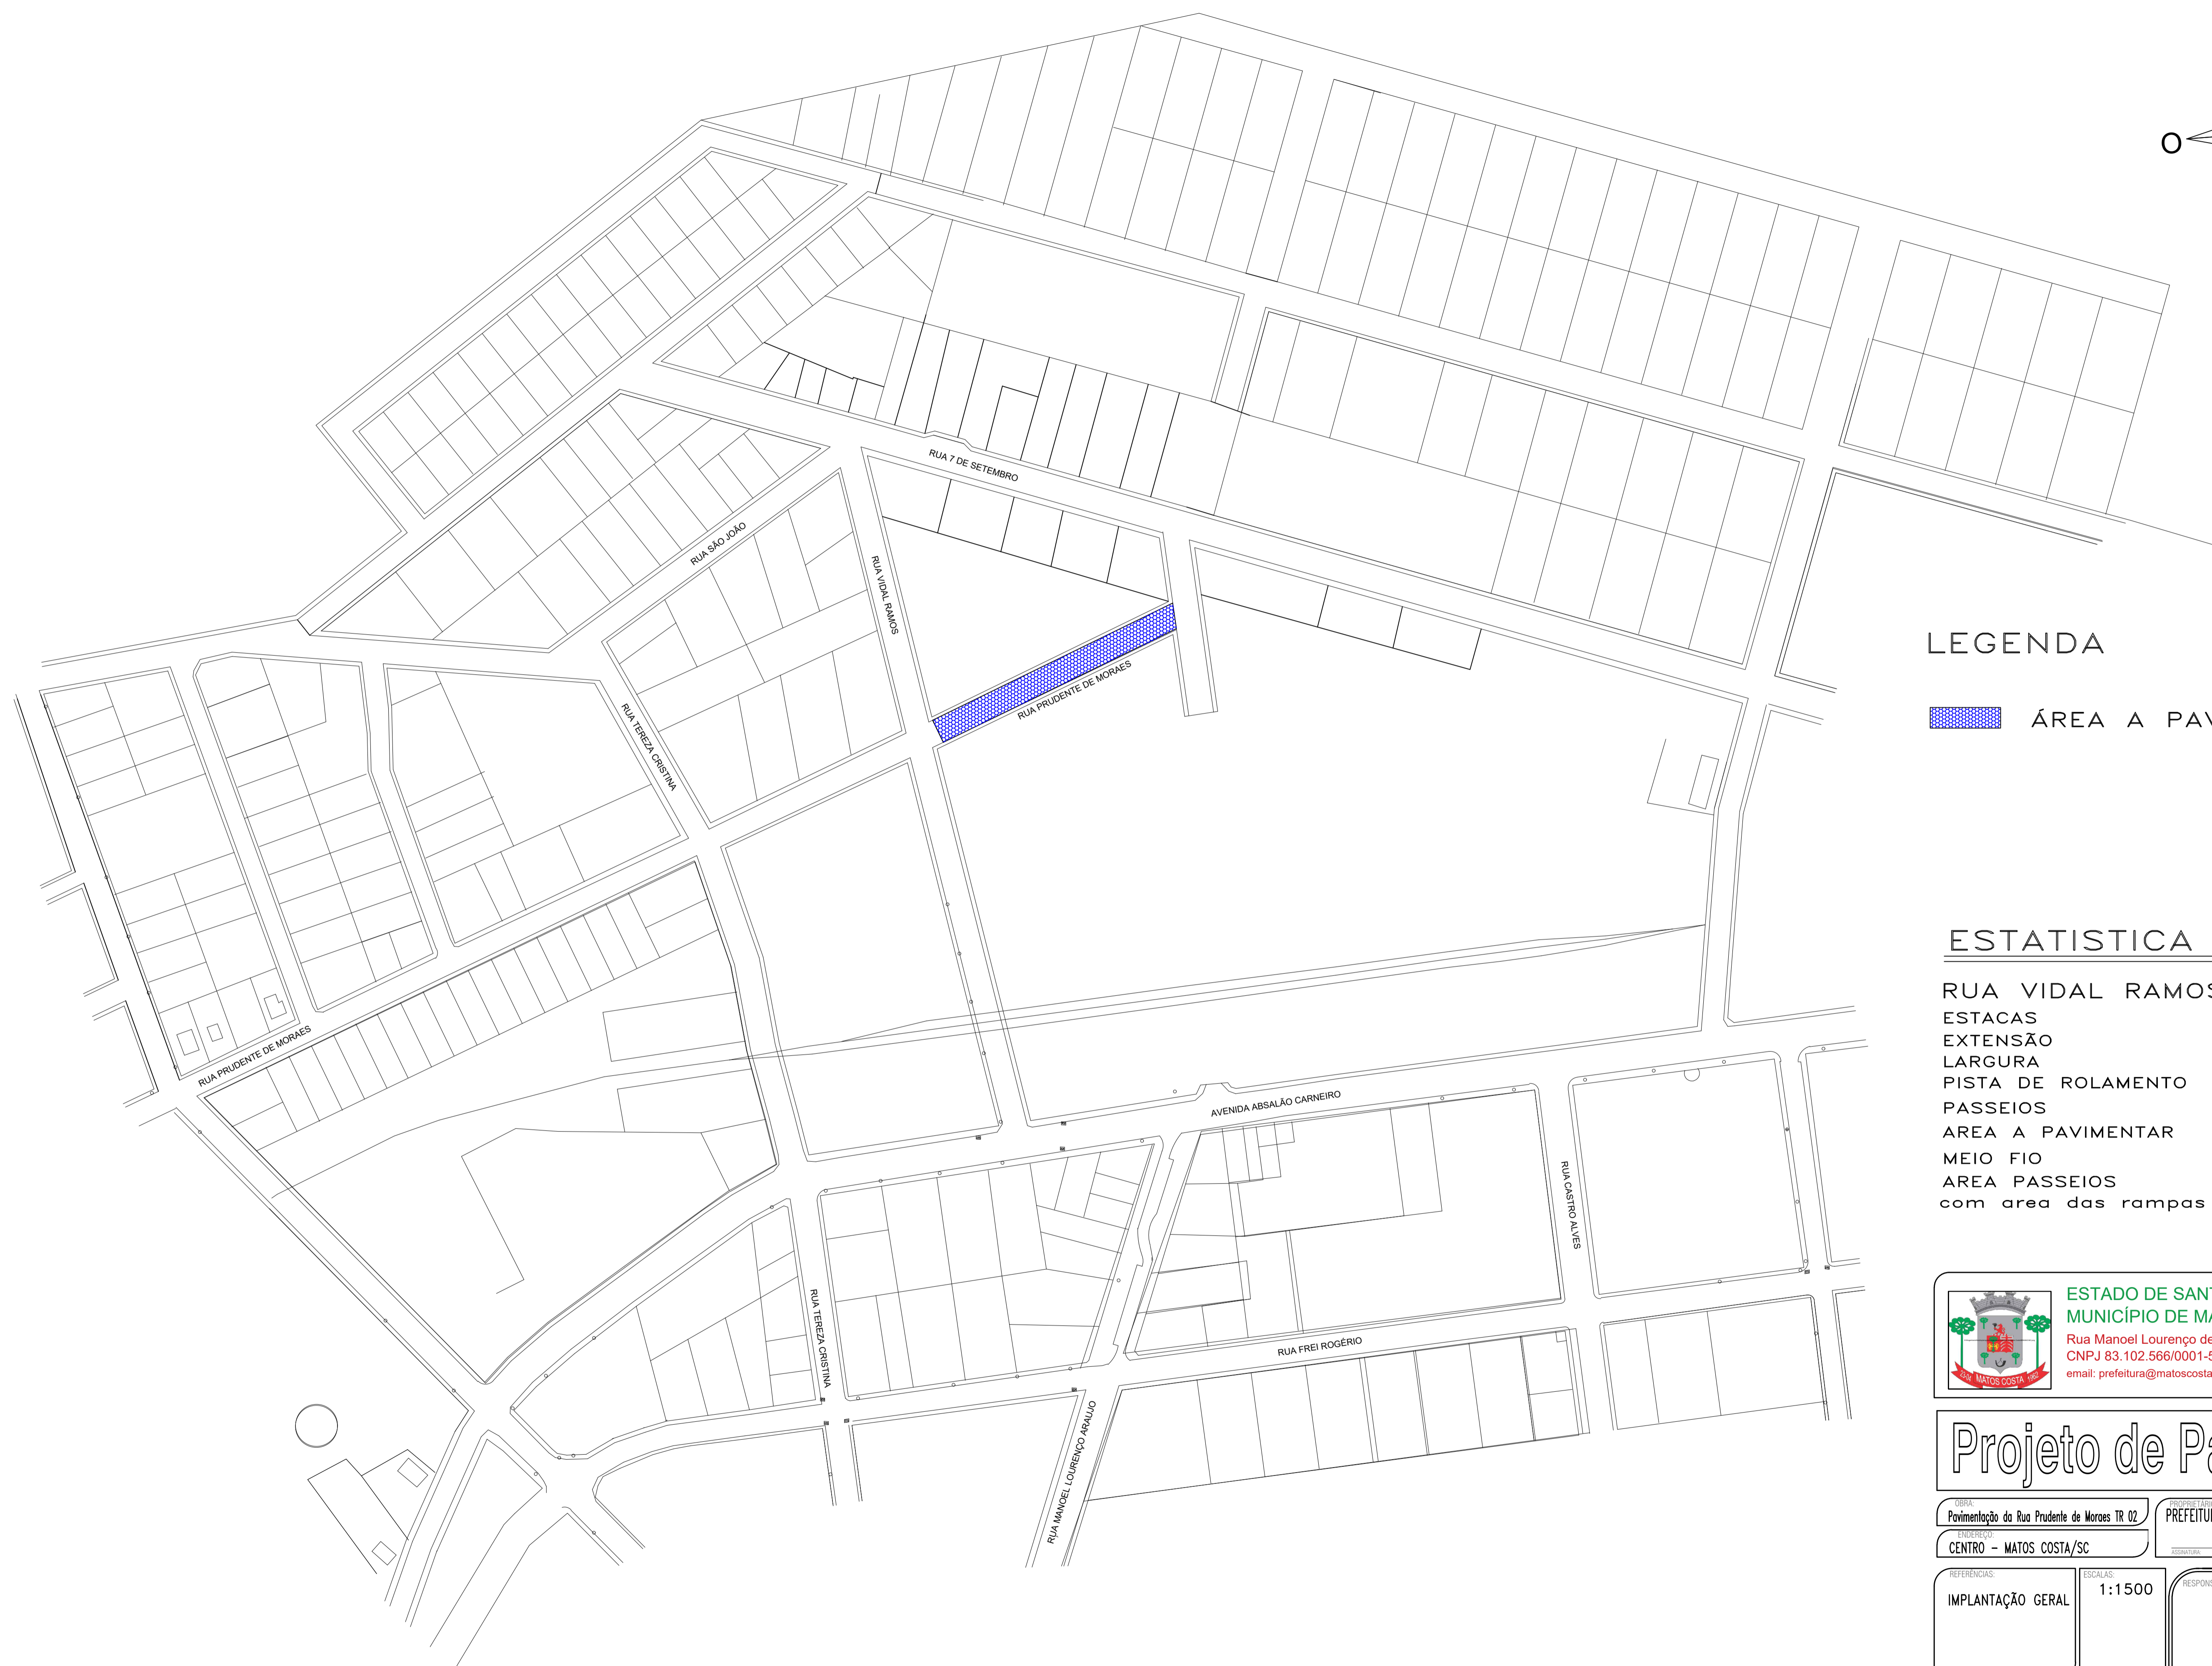 O
RUA 7 DE SETEMBRO
RUA SÃO JOÃO
RUA VIDAL RAMOS
RUA PRUDENTE DE MORAES
RUA TEREZA CRISTINA
RUA PRUDENTE DE MORAES
AVENIDA ABSALÃO CARNEIRO
RUA CASTRO ALVES
RUA TEREZA CRISTINA
RUA FREI ROGÉRIO
RUA MANOEL LOURENÇO ARAUJO
LEGENDA
ÁREA A PAV
ESTATISTICA
RUA VIDAL RAMOS
ESTACAS
EXTENSÃO
LARGURA
PISTA DE ROLAMENTO
PASSEIOS
AREA A PAVIMENTAR
MEIO FIO
AREA PASSEIOS
com area das rampas
ESTADO DE SANT
MUNICÍPIO DE MA
Rua Manoel Lourenço de
CNPJ 83.102.566/0001-5
email: prefeitura@matoscosta
MATOS COSTA 1962
Projeto de Pa
OBRA:
Pavimentação da Rua Prudente de Moraes TR 02
ENDEREÇO:
CENTRO - MATOS COSTA/SC
PROPRIETÁRI
PREFEITU
ASSINATURA:
REFERÊNCIAS:
IMPLANTAÇÃO GERAL
ESCALAS:
1:1500
RESPONS